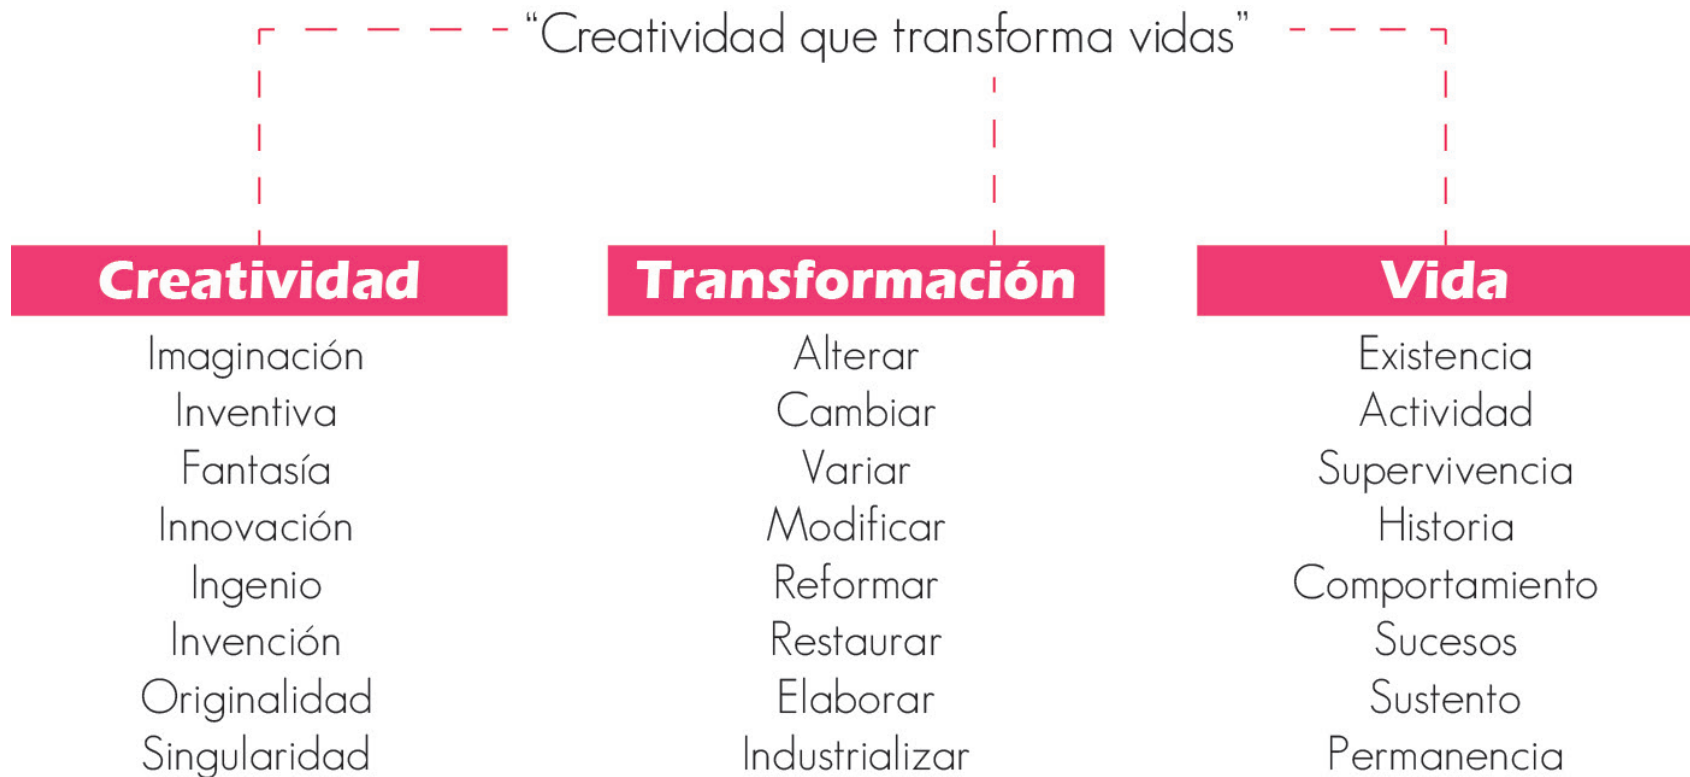 “Creatividad que transforma vidas”
Creatividad
Imaginación
Inventiva
Fantasía
Innovación
Ingenio
Invención
Originalidad
Singularidad
Transformación
Alterar
Cambiar
Variar
Modificar
Reformar
Restaurar
Elaborar
Industrializar
Vida
Existencia
Actividad
Supervivencia
Historia
Comportamiento
Sucesos
Sustento
Permanencia